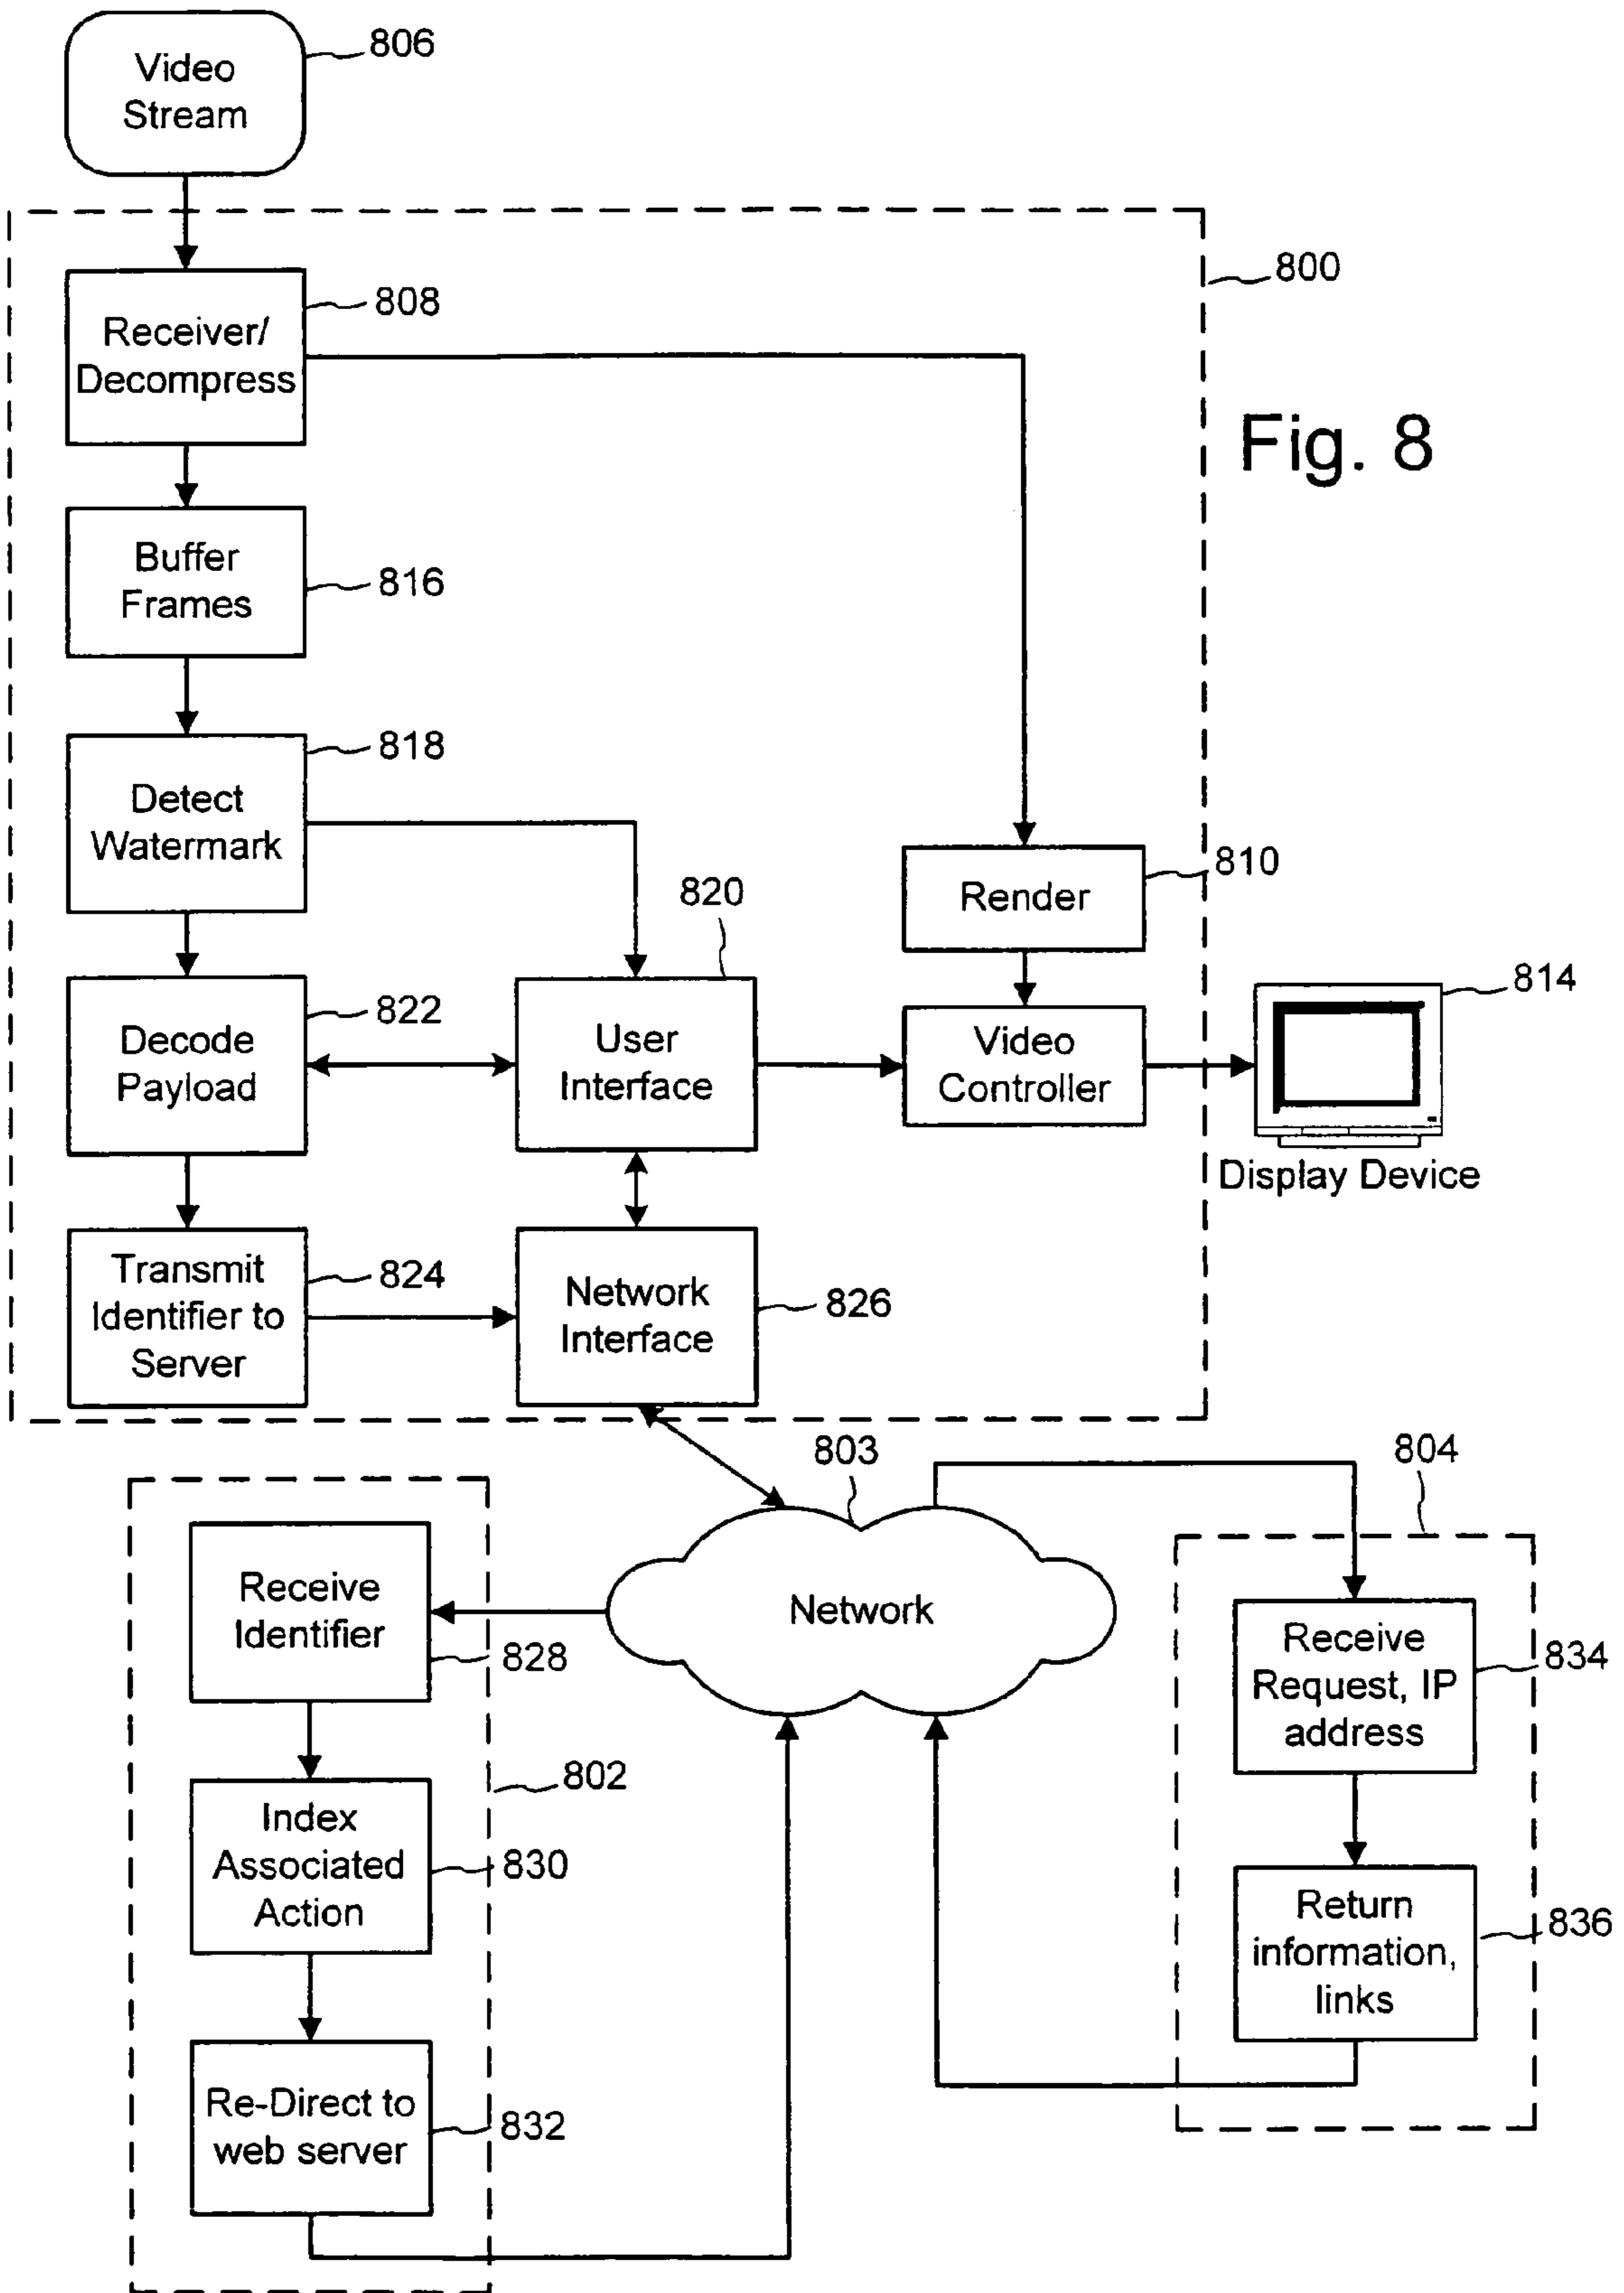 Video
Stream
806
800
Receiver/
Decompress
808
Fig. 8
Buffer
Frames
816
Detect
Watermark
818
820
Render
810
Decode
Payload
822
User
Interface
Video
Controller
814
Display Device
Transmit
Identifier to
Server
824
Network
Interface
826
803
804
Receive
Identifier
828
Network
Receive
Request, IP
address
834
802
Index
Associated
Action
830
Return
information,
links
836
Re-Direct to
web server
832